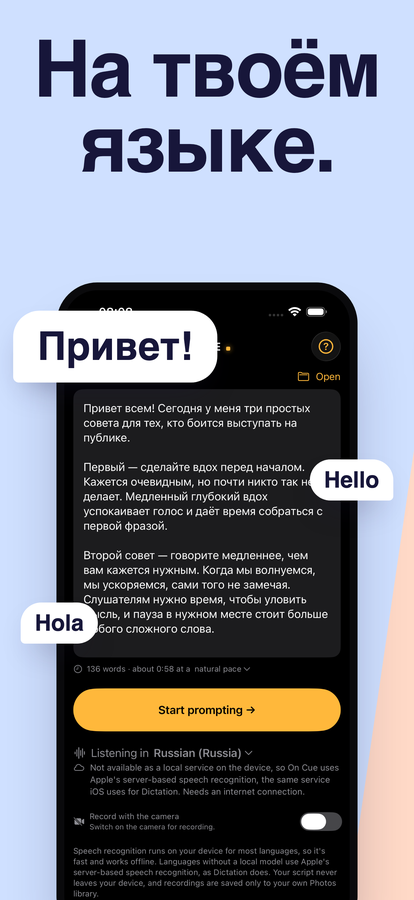 На твоём
языке.
Привет!
Open
Привет всем! Сегодня у меня три простых
совета для тех, кто боится выступать на
публике.
Первый — сделайте вдох перед началом.
Кажется очевидным, но почти никто так не
делает. Медленный глубокий вдох
успокаивает голос и даёт время собраться с
первой фразой.
Hello
Второй совет — говорите медленнее, чем
вам кажется нужным. Когда мы волнуемся,
мы ускоряемся, сами того не замечая.
Слушателям нужно время, чтобы уловить
и пауза в нужном месте стоит больше
сложного слова.
Hola
136 words · about 0:58 at a natural pace
Start prompting →
Listening in Russian (Russia)
Not available as a local service on the device, so On Cue uses
Apple's server-based speech recognition, the same service
iOS uses for Dictation. Needs an internet connection.
Record with the camera
Switch on the camera for recording.
Speech recognition runs on your device for most languages, so it's
fast and works offline. Languages without a local model use Apple's
server-based speech recognition, as Dictation does. Your script never
leaves your device, and recordings are saved only to your own Photos
library.